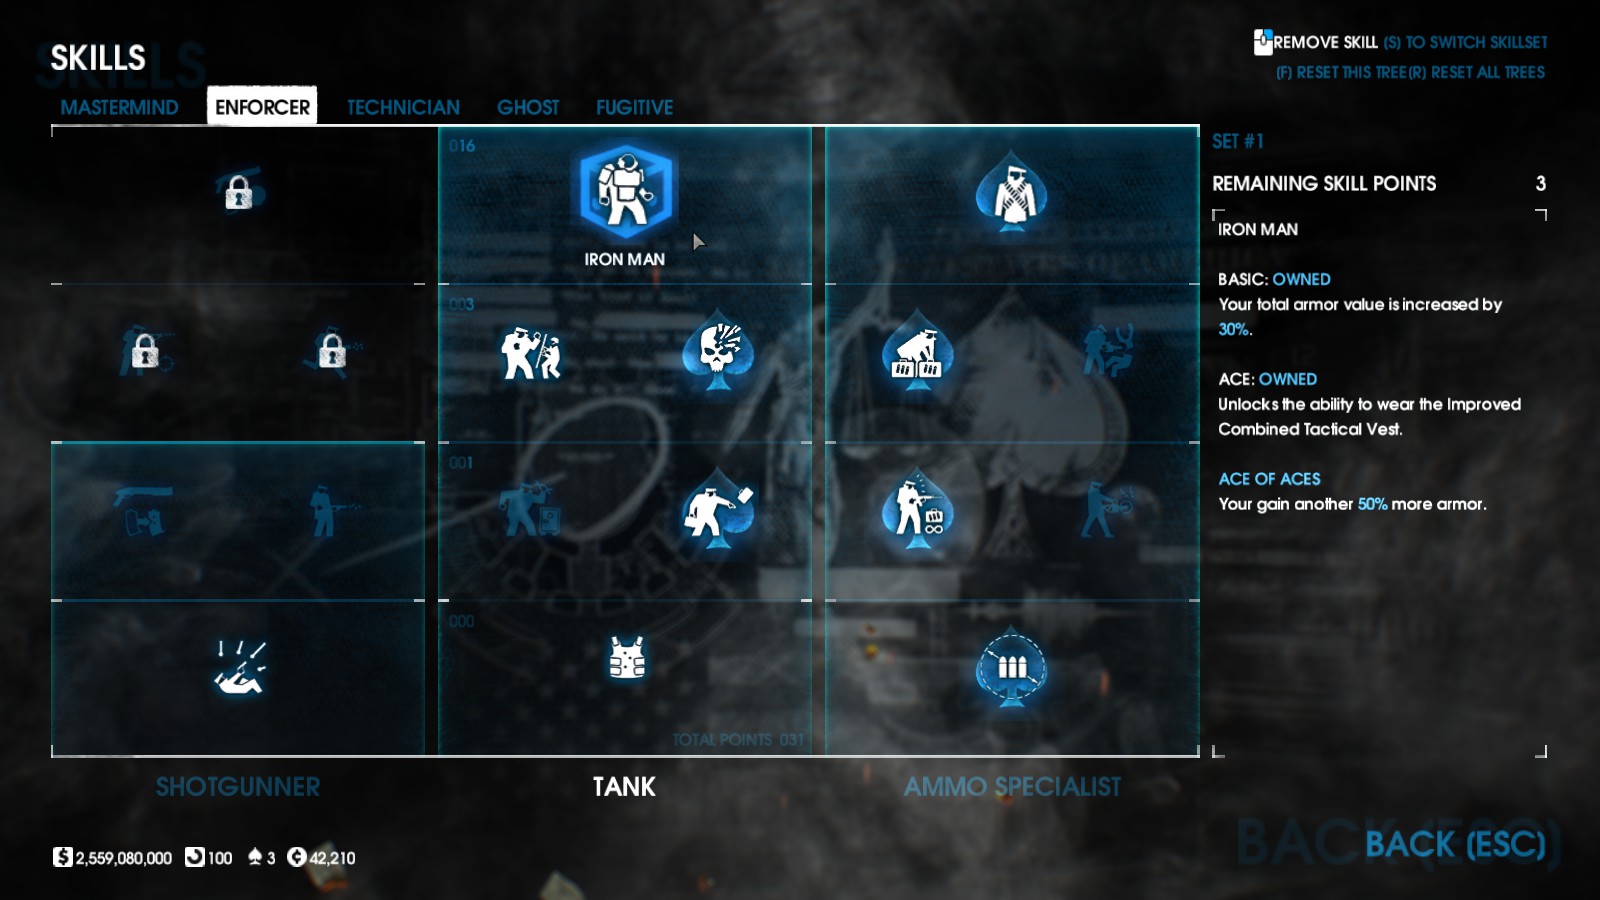 SKILLS
REMOVE SKILL (S) TO SWITCH SKILLSET
(F) RESET THIS TREE(R) RESET ALL TREES
MASTERMIND ENFORCER TECHNICIAN GHOST FUGITIVE
SET #1
REMAINING SKILL POINTS 3
016
IRON MAN
IRON MAN
BASIC: OWNED
Your total armor value is increased by
30%.
003
ACE: OWNED
Unlocks the ability to wear the Improved
Combined Tactical Vest.
001
ACE OF ACES
Your gain another 50% more armor.
000
TOTAL POINTS 031
SHOTGUNNER TANK AMMO SPECIALIST
BACK (ESC)
$ 2,559,080,000 100 3 42,210